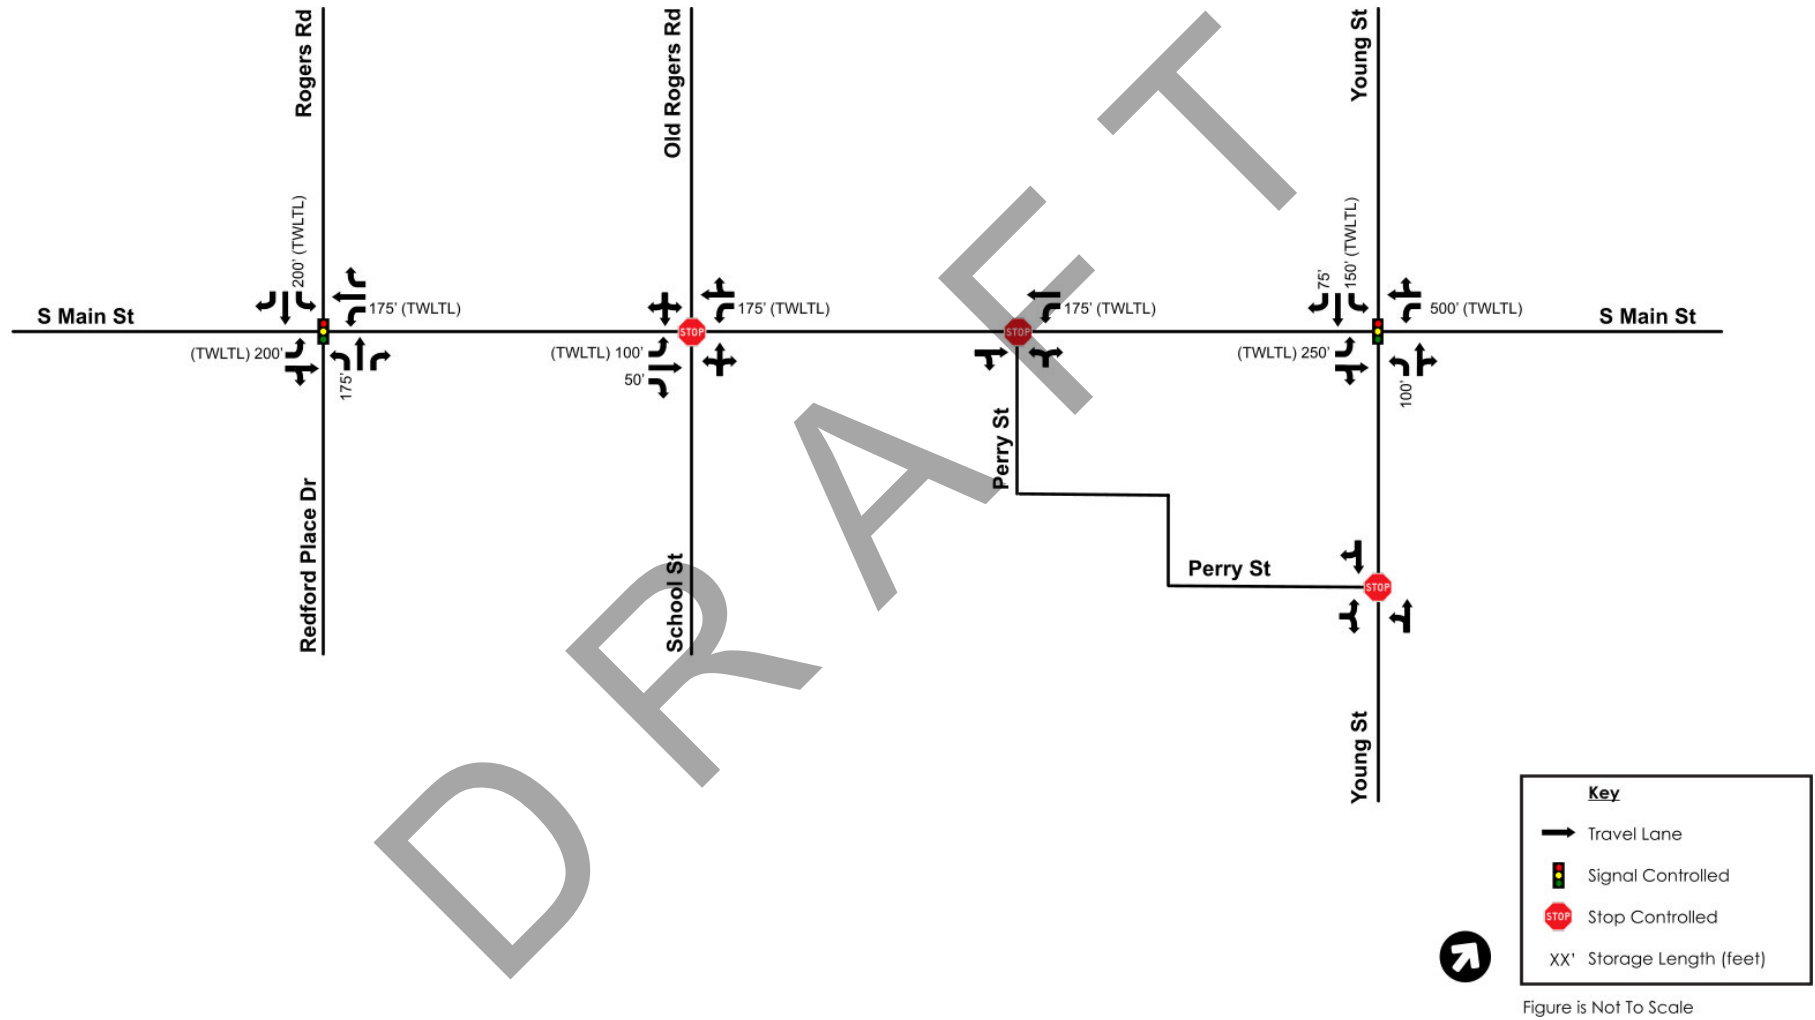 Rogers Rd
Old Rogers Rd
Young St
200' (TWLTL)
75'
150' (TWLTL)
S Main St
175' (TWLTL)
175' (TWLTL)
175' (TWLTL)
500' (TWLTL)
S Main St
STOP
STOP
(TWLTL) 200'
175'
(TWLTL) 100'
50'
(TWLTL) 250'
100'
Perry St
Redford Place Dr
School St
Perry St
STOP
Young St
DRAFT
Key
Travel Lane
Signal Controlled
STOP Stop Controlled
XX' Storage Length (feet)
Figure is Not To Scale